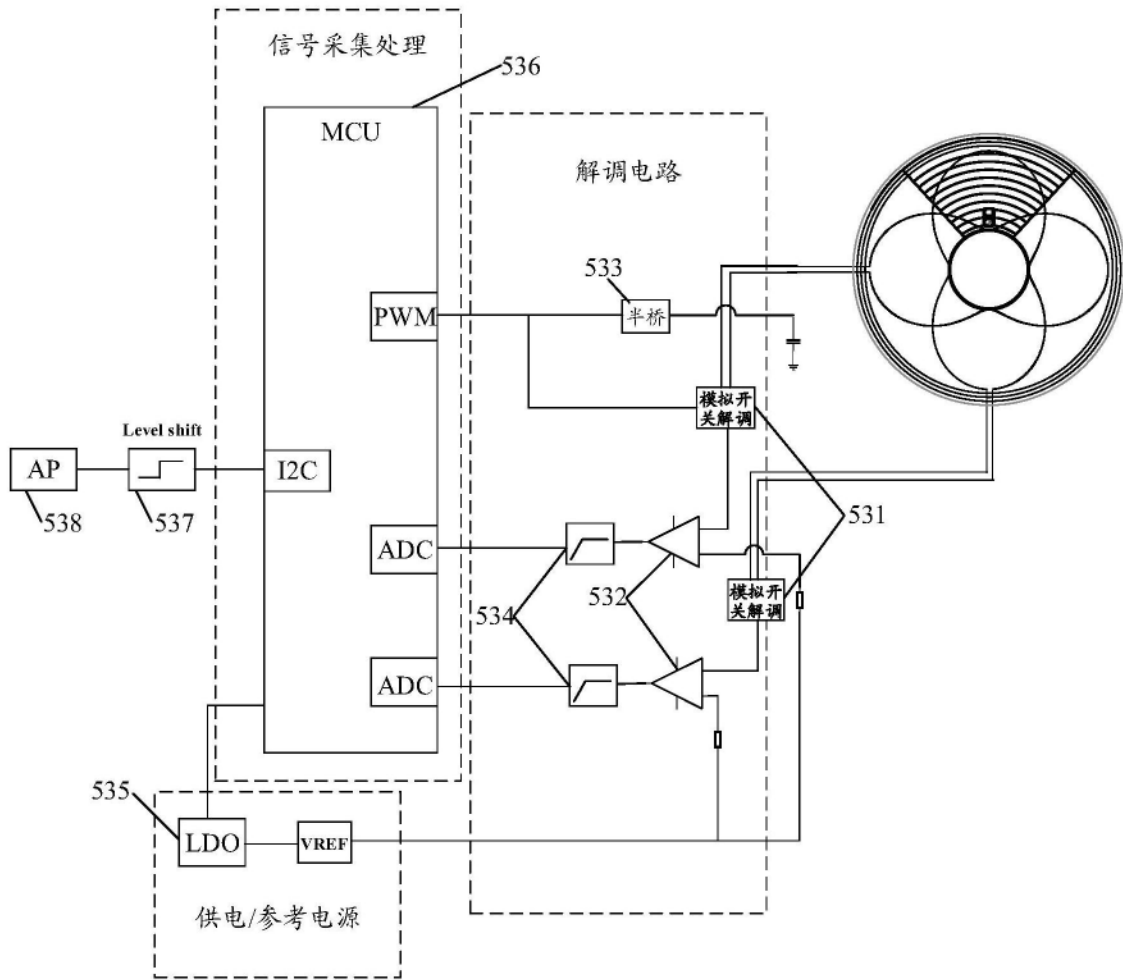 信号采集处理
536
MCU
解调电路
533
PWM
半桥
模拟开
关解调
Level shift
AP
I2C
538
537
531
ADC
534
532
模拟开
关解调
ADC
535
LDO
VREF
供电/参考电源